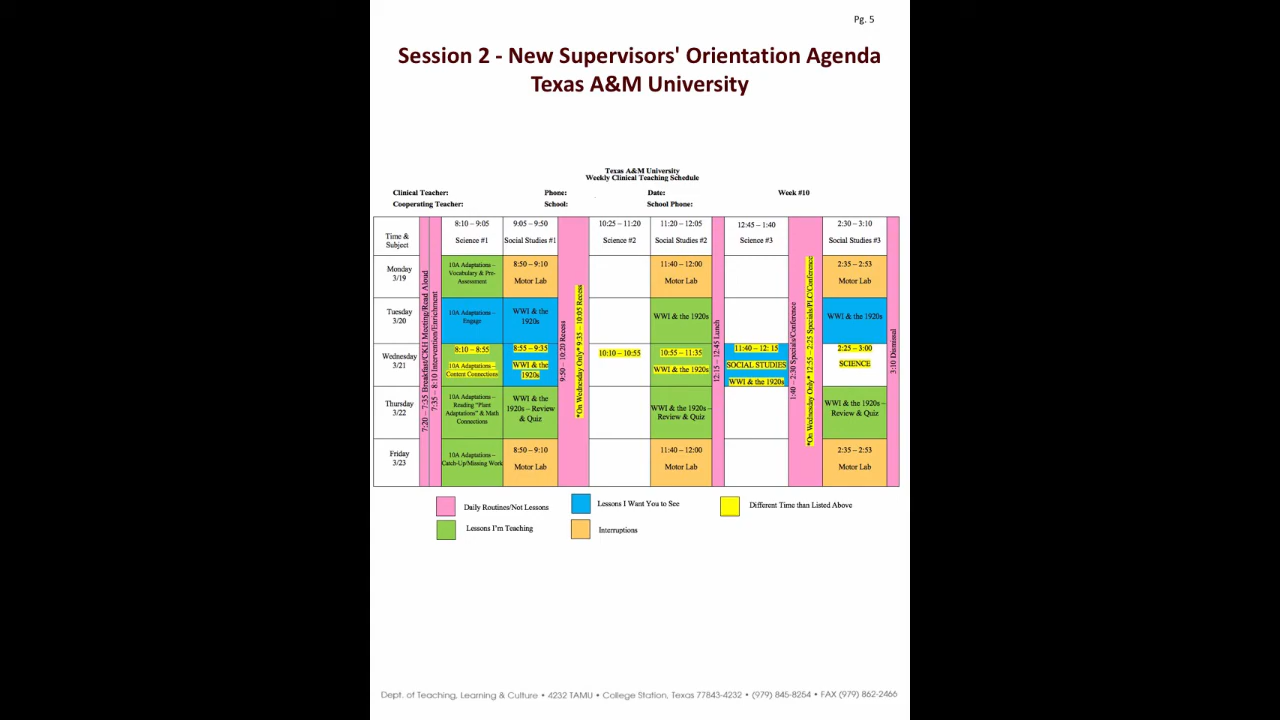 Pg. 5
Session 2 - New Supervisors' Orientation Agenda
Texas A&M University
Texas A&M University
Weekly Clinical Teaching Schedule
Clinical Teacher: Phone: Date: Week #10
Cooperating Teacher: School: School Phone:
Time &
Subject
7:20 – 7:35 Breakfast/CKH Meeting/Read Aloud
7:35 – 8:10 Intervention/Enrichment
8:10 – 9:05
Science #1
9:05 – 9:50
Social Studies #1
9:50 – 10:20 Recess
*On Wednesday Only* 9:35 – 10:05 Recess
10:25 – 11:20
Science #2
11:20 – 12:05
Social Studies #2
12:15 – 12:45 Lunch
12:45 – 1:40
Science #3
1:40 – 2:30 Specials/Conference
*On Wednesday Only* 12:55 – 2:25 Specials/PLC/Conference
2:30 – 3:10
Social Studies #3
3:10 Dismissal
Monday
3/19
10A Adaptations –
Vocabulary & Pre-
Assessment
8:50 – 9:10
Motor Lab
11:40 – 12:00
Motor Lab
2:35 – 2:53
Motor Lab
Tuesday
3/20
10A Adaptations –
Engage
WWI & the
1920s
WWI & the 1920s
WWI & the 1920s
Wednesday
3/21
8:10 – 8:55
10A Adaptations –
Content Connections
8:55 – 9:35
WWI & the
1920s
10:10 – 10:55
10:55 – 11:35
WWI & the 1920s
11:40 – 12: 15
SOCIAL STUDIES
WWI & the 1920s
2:25 – 3:00
SCIENCE
Thursday
3/22
10A Adaptations –
Reading "Plant
Adaptations" & Math
Connections
WWI & the
1920s – Review
& Quiz
WWI & the 1920s –
Review & Quiz
WWI & the 1920s –
Review & Quiz
Friday
3/23
10A Adaptations –
Catch-Up/Missing Work
8:50 – 9:10
Motor Lab
11:40 – 12:00
Motor Lab
2:35 – 2:53
Motor Lab
Daily Routines/Not Lessons
Lessons I Want You to See
Different Time than Listed Above
Lessons I'm Teaching
Interruptions
Dept. of Teaching, Learning & Culture • 4232 TAMU • College Station, Texas 77843-4232 • (979) 845-8254 • FAX (979) 862-2466